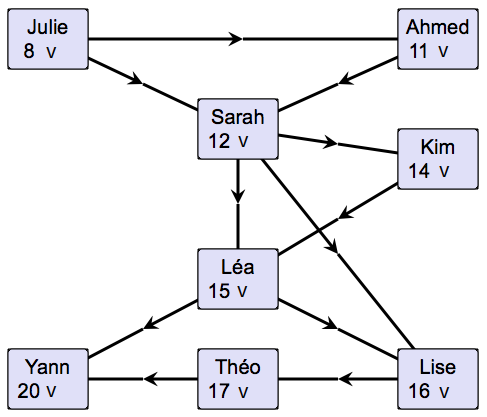 Julie
8 V
Ahmed
11 V
Sarah
12 V
Kim
14 V
Léa
15 V
Yann
20 V
Théo
17 V
Lise
16 V